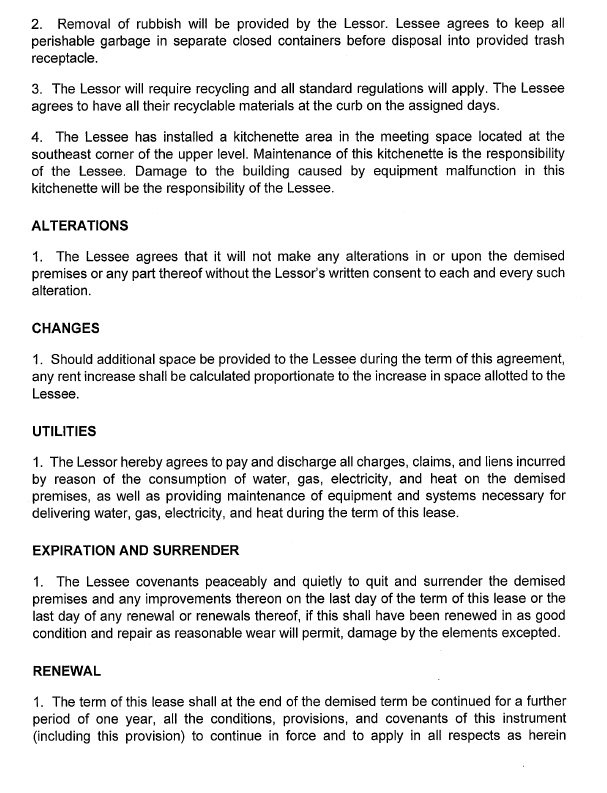 2. Removal of rubbish will be provided by the Lessor. Lessee agrees to keep all
perishable garbage in separate closed containers before disposal into provided trash
receptacle.
3. The Lessor will require recycling and all standard regulations will apply. The Lessee
agrees to have all their recyclable materials at the curb on the assigned days.
4. The Lessee has installed a kitchenette area in the meeting space located at the
southeast corner of the upper level. Maintenance of this kitchenette is the responsibility
of the Lessee. Damage to the building caused by equipment malfunction in this
kitchenette will be the responsibility of the Lessee.
ALTERATIONS
1. The Lessee agrees that it will not make any alterations in or upon the demised
premises or any part thereof without the Lessor's written consent to each and every such
alteration.
CHANGES
1. Should additional space be provided to the Lessee during the term of this agreement,
any rent increase shall be calculated proportionate to the increase in space allotted to the
Lessee.
UTILITIES
1. The Lessor hereby agrees to pay and discharge all charges, claims, and liens incurred
by reason of the consumption of water, gas, electricity, and heat on the demised
premises, as well as providing maintenance of equipment and systems necessary for
delivering water, gas, electricity, and heat during the term of this lease.
EXPIRATION AND SURRENDER
1. The Lessee covenants peaceably and quietly to quit and surrender the demised
premises and any improvements thereon on the last day of the term of this lease or the
last day of any renewal or renewals thereof, if this shall have been renewed in as good
condition and repair as reasonable wear will permit, damage by the elements excepted.
RENEWAL
1. The term of this lease shall at the end of the demised term be continued for a further
period of one year, all the conditions, provisions, and covenants of this instrument
(including this provision) to continue in force and to apply in all respects as herein